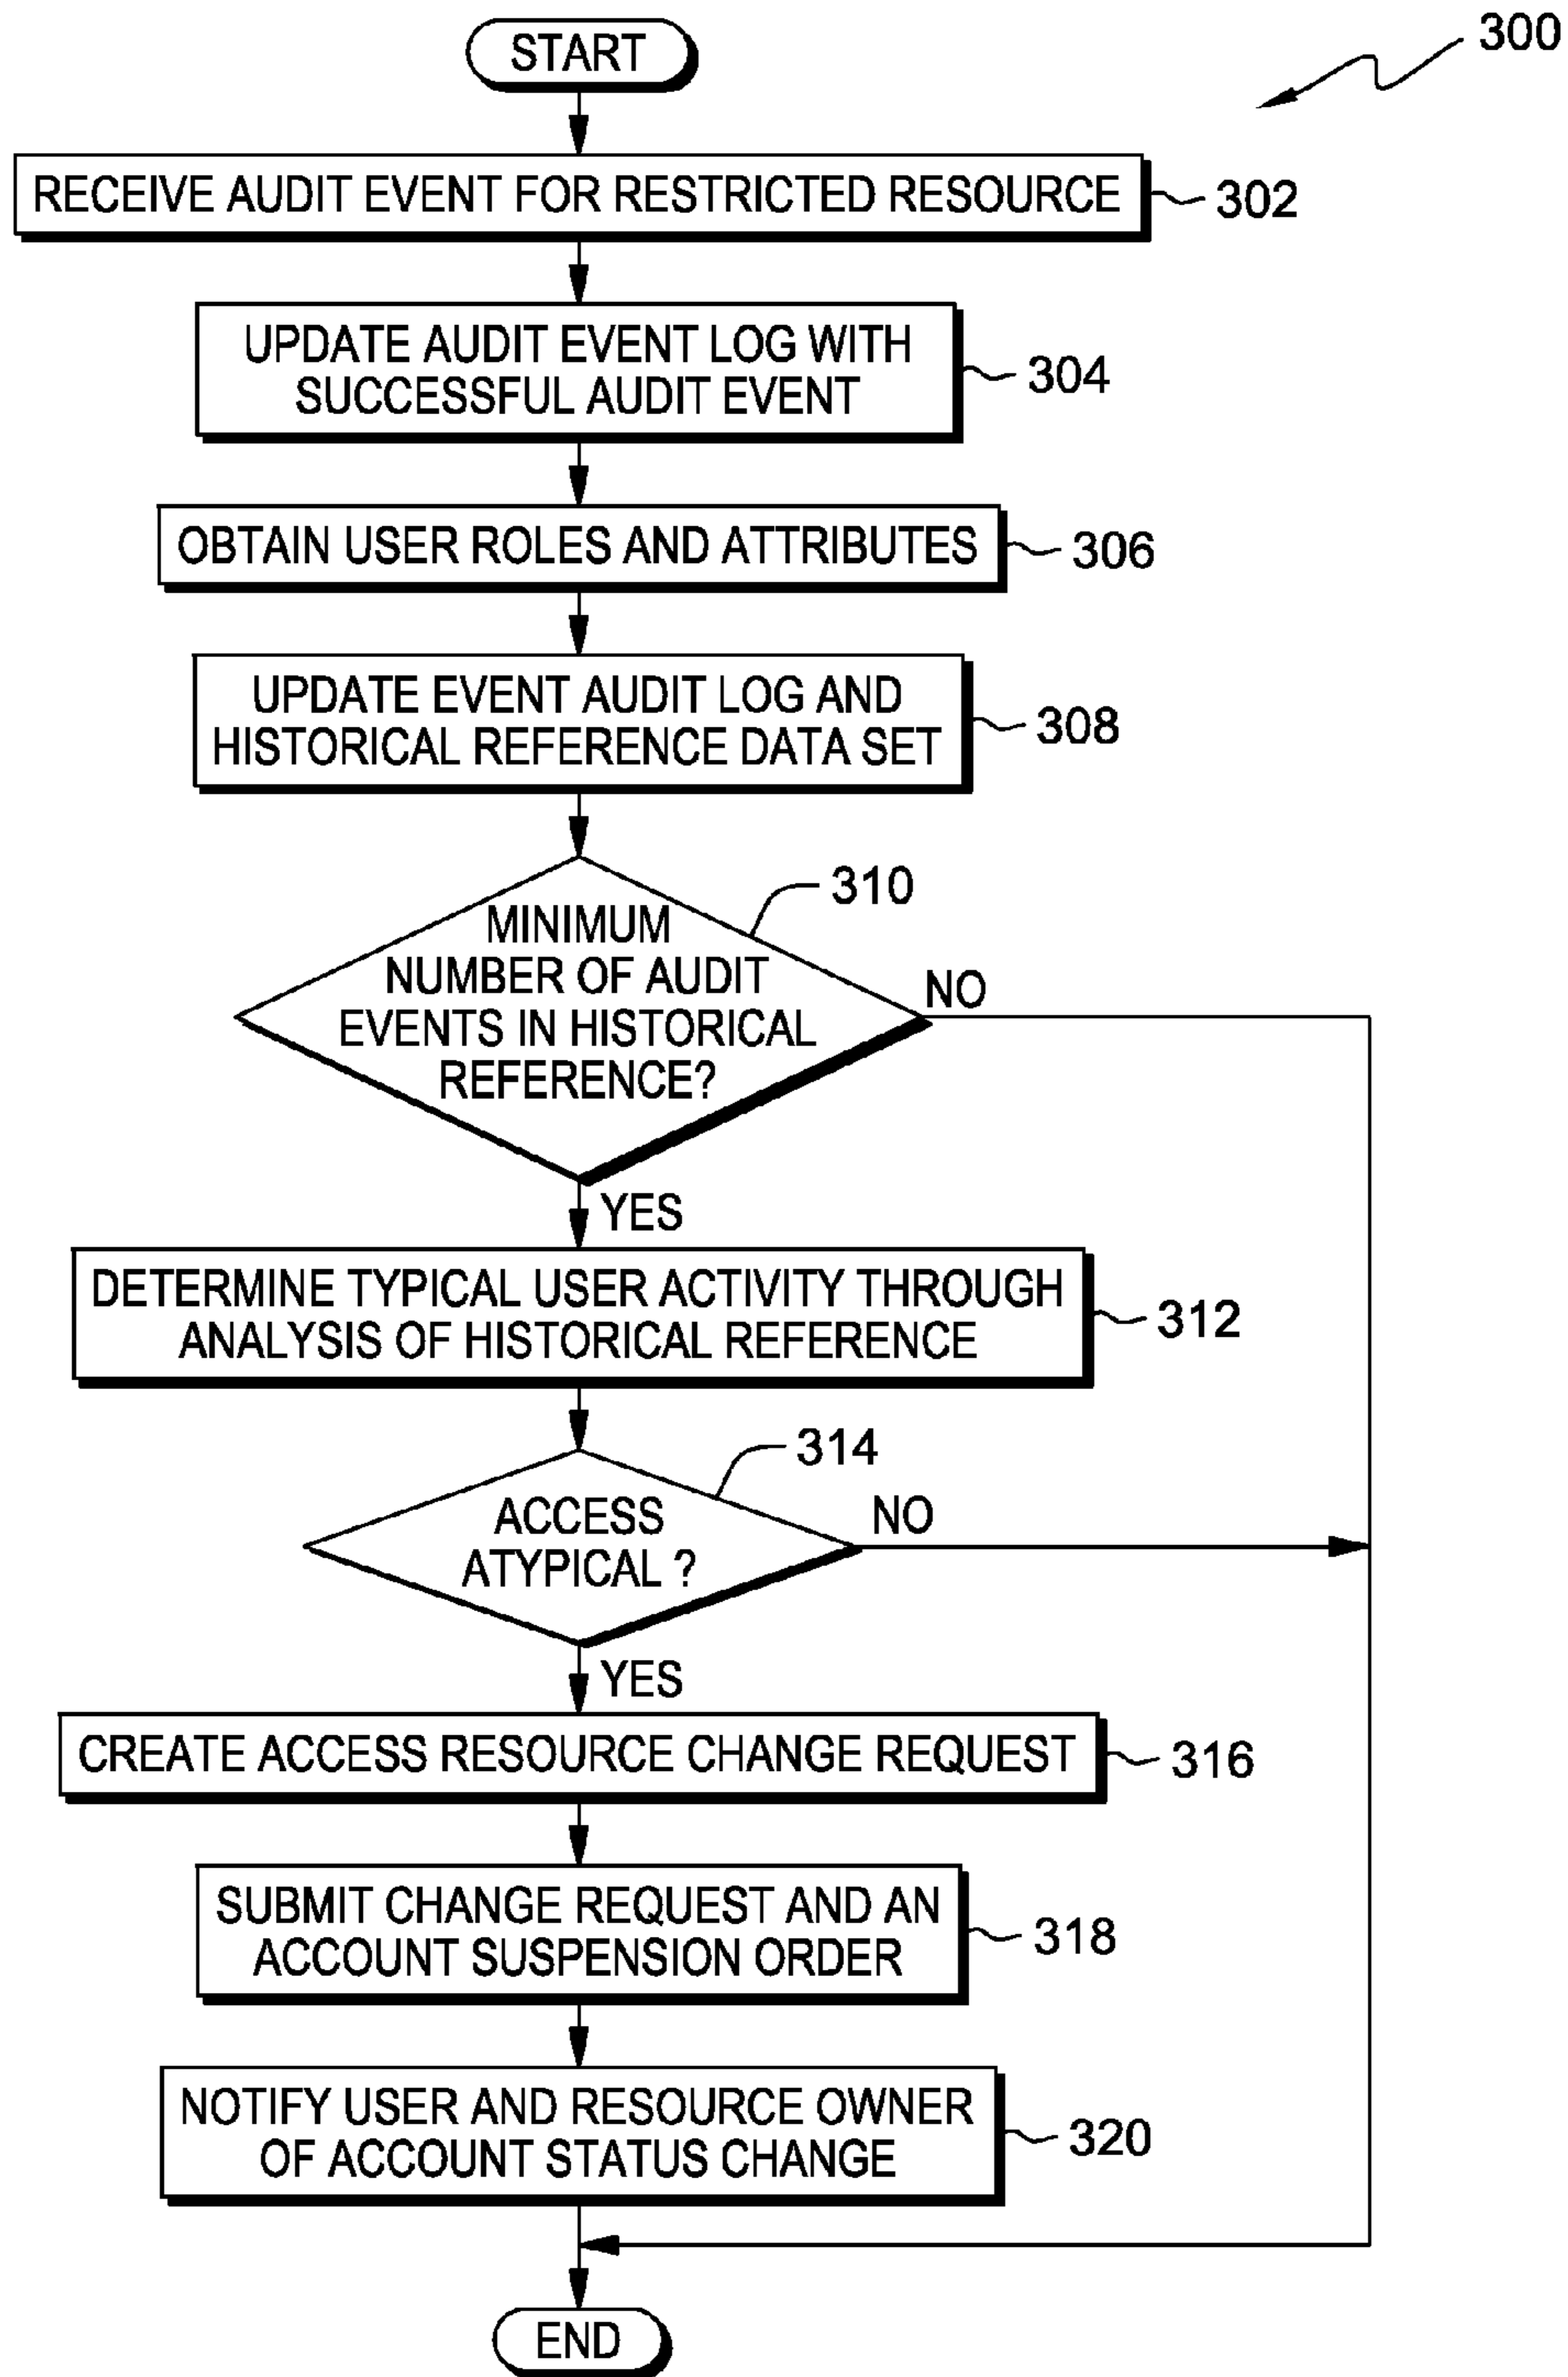 START
300
RECEIVE AUDIT EVENT FOR RESTRICTED RESOURCE
302
UPDATE AUDIT EVENT LOG WITH
SUCCESSFUL AUDIT EVENT
304
OBTAIN USER ROLES AND ATTRIBUTES
306
UPDATE EVENT AUDIT LOG AND
HISTORICAL REFERENCE DATA SET
308
310
MINIMUM
NUMBER OF AUDIT
EVENTS IN HISTORICAL
REFERENCE?
NO
YES
DETERMINE TYPICAL USER ACTIVITY THROUGH
ANALYSIS OF HISTORICAL REFERENCE
312
314
ACCESS
ATYPICAL ?
NO
YES
CREATE ACCESS RESOURCE CHANGE REQUEST
316
SUBMIT CHANGE REQUEST AND AN
ACCOUNT SUSPENSION ORDER
318
NOTIFY USER AND RESOURCE OWNER
OF ACCOUNT STATUS CHANGE
320
END